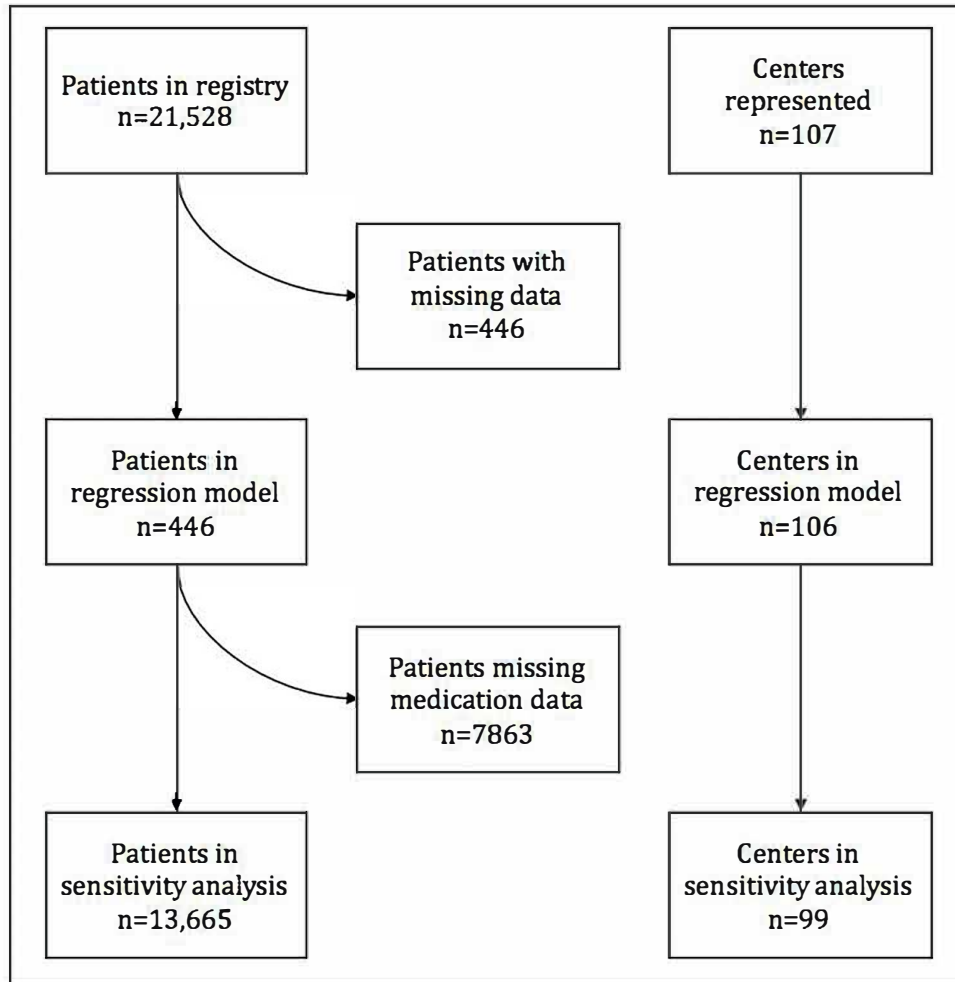 Patients in registry
n=21,528
Centers
represented
n=107
Patients with
missing data
n=446
Patients in
regression model
n=446
Centers in
regression model
n=106
Patients missing
medication data
n=7863
Patients in
sensitivity analysis
n=13,665
Centers in
sensitivity analysis
n=99